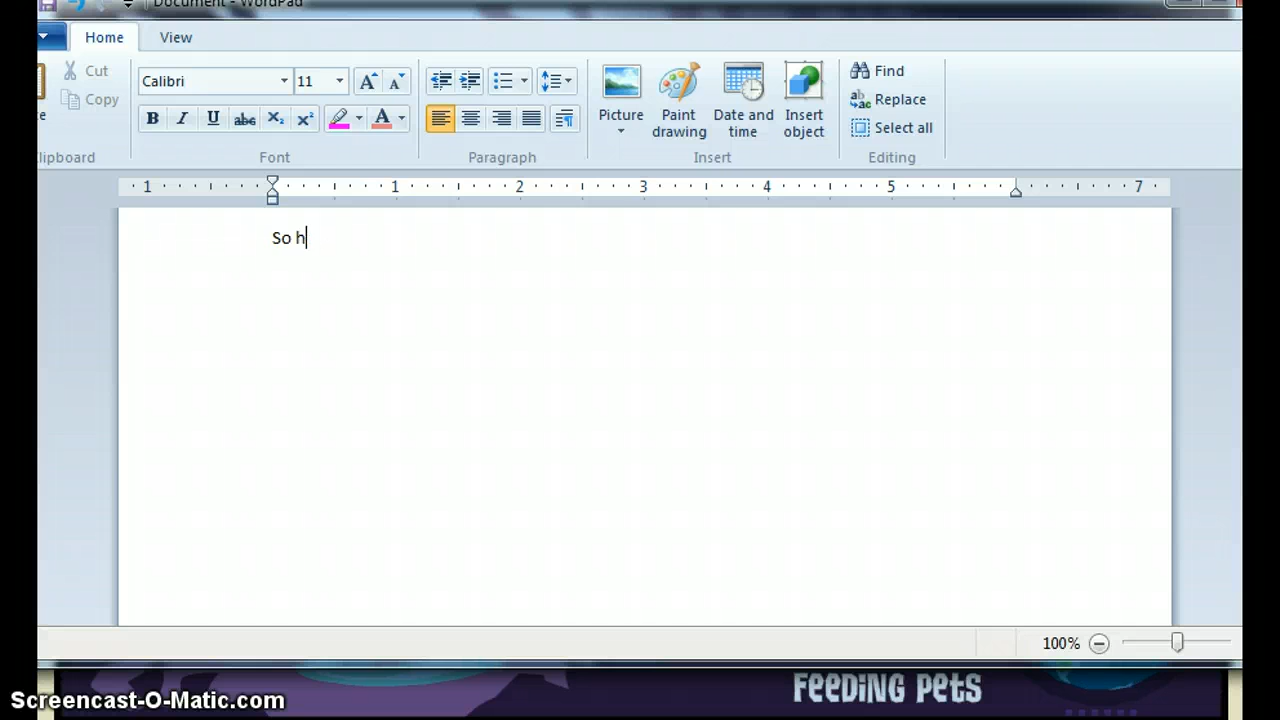 Document - WordPad
Home View
Cut
Copy
Calibri 11
Picture
Paint drawing
Date and time
Insert object
Find
Replace
Select all
Font Paragraph Insert Editing
1 1 2 3 4 5 7
So h
100%
Feeding Pets
Screencast-O-Matic.com